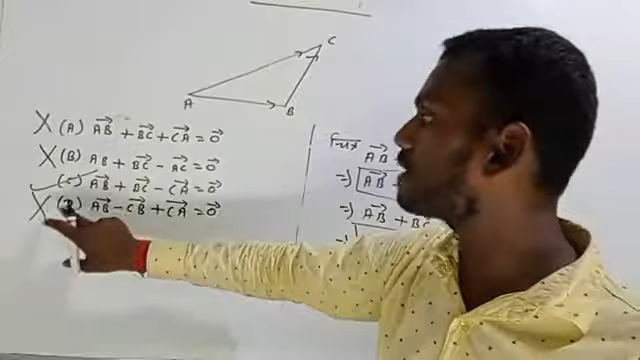 C
A
B
X (A) AB→ + BC→ + CA→ = 0→
X (B) AB + BC→ - AC→ = 0→
✓ (C) AB→ + BC→ - CA→ = 0→
X (D) AB→ - CB→ + CA→ = 0→
AB→
=) AB→
=) AB→ + BC